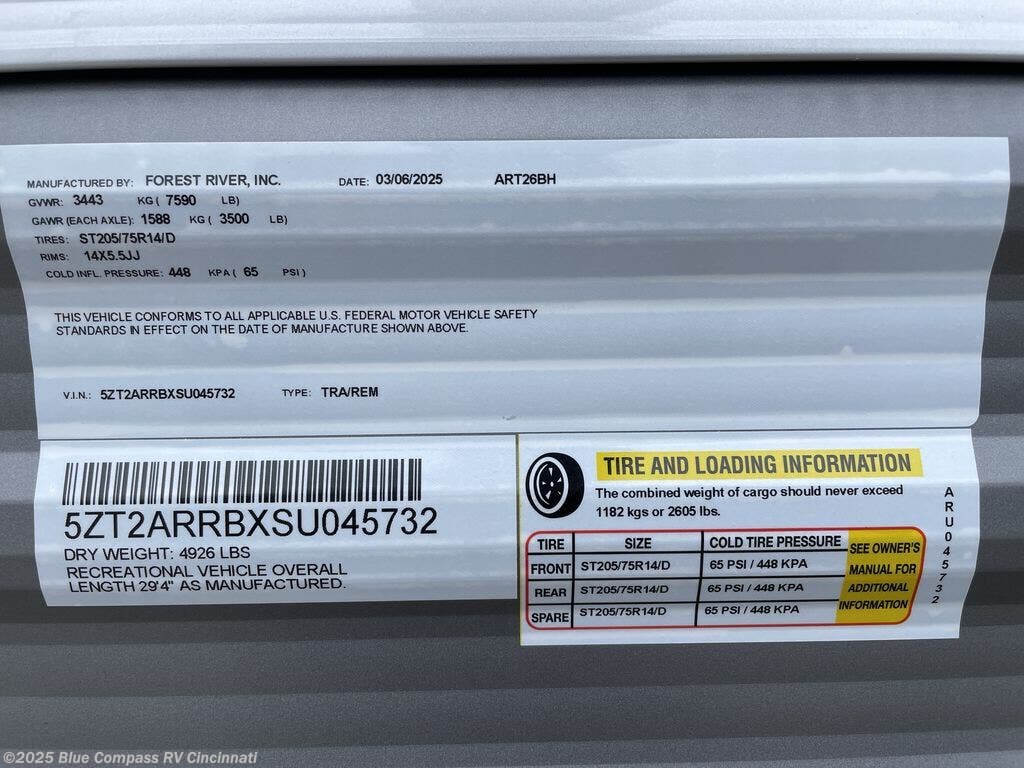 MANUFACTURED BY: FOREST RIVER, INC. DATE: 03/06/2025 ART26BH
GVWR: 3443 KG ( 7590 LB)
GAWR (EACH AXLE): 1588 KG ( 3500 LB)
TIRES: ST205/75R14/D
RIMS: 14X5.5JJ
COLD INFL. PRESSURE: 448 KPA ( 65 PSI )
THIS VEHICLE CONFORMS TO ALL APPLICABLE U.S. FEDERAL MOTOR VEHICLE SAFETY
STANDARDS IN EFFECT ON THE DATE OF MANUFACTURE SHOWN ABOVE.
V.I.N.: 5ZT2ARRBXSU045732 TYPE: TRA/REM
5ZT2ARRBXSU045732
DRY WEIGHT: 4926 LBS
RECREATIONAL VEHICLE OVERALL
LENGTH 29'4" AS MANUFACTURED.
TIRE AND LOADING INFORMATION
The combined weight of cargo should never exceed
1182 kgs or 2605 lbs.
TIRE SIZE COLD TIRE PRESSURE
FRONT ST205/75R14/D 65 PSI / 448 KPA
REAR ST205/75R14/D 65 PSI / 448 KPA
SPARE ST205/75R14/D 65 PSI / 448 KPA
SEE OWNER'S
MANUAL FOR
ADDITIONAL
INFORMATION
ARU045732
©2025 Blue Compass RV Cincinnati